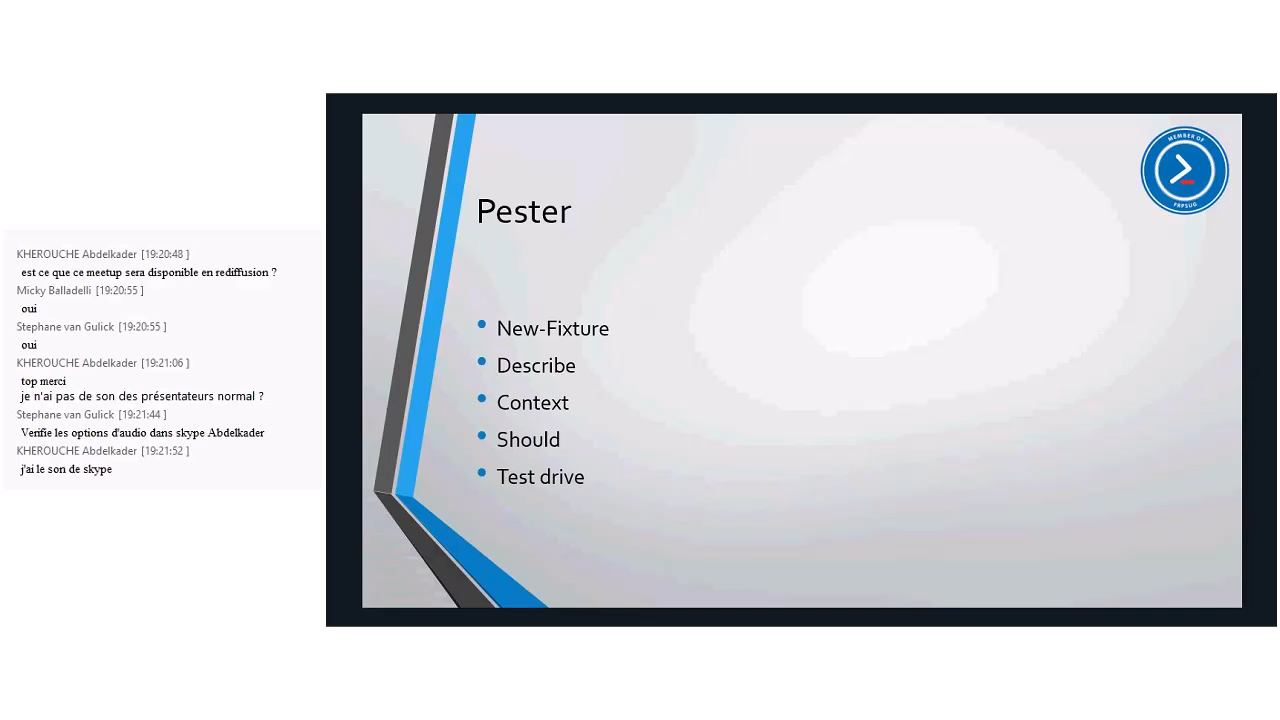 KHEROUCHE Abdelkader [19:20:48 ]
est ce que ce meetup sera disponible en rediffusion ?
Micky Balladelli [19:20:55 ]
oui
Stephane van Gulick [19:20:55 ]
oui
KHEROUCHE Abdelkader [19:21:06 ]
top merci
je n'ai pas de son des présentateurs normal ?
Stephane van Gulick [19:21:44 ]
Verifie les options d'audio dans skype Abdelkader
KHEROUCHE Abdelkader [19:21:52 ]
j'ai le son de skype
MEMBER OF
FRPSUG
Pester
• New-Fixture
• Describe
• Context
• Should
• Test drive